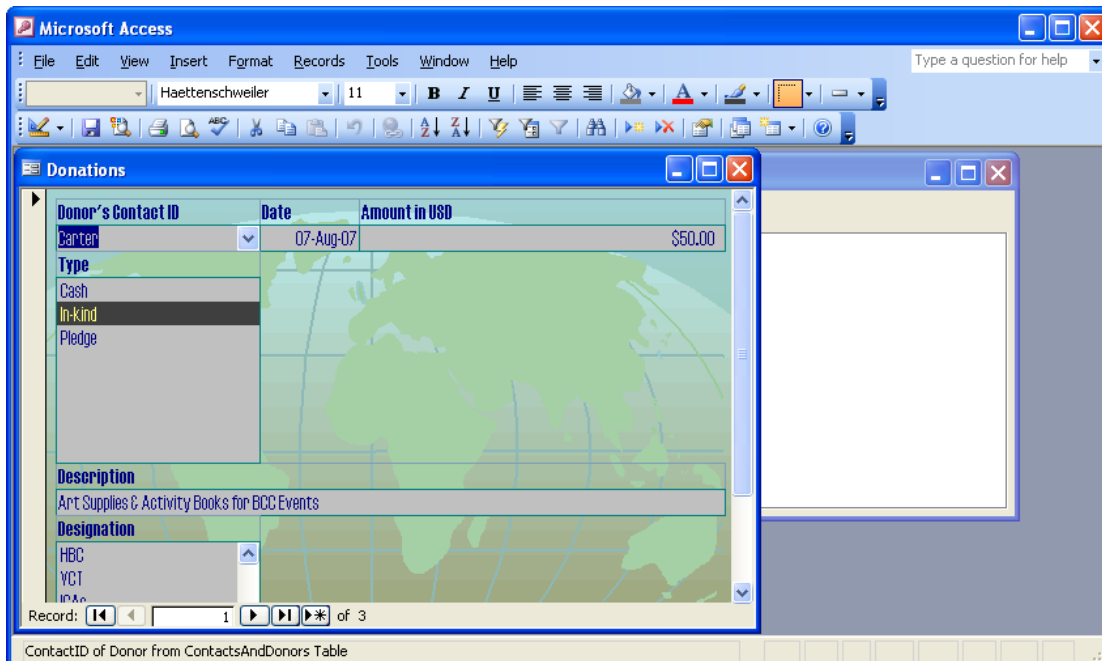 Microsoft Access
File Edit View Insert Format Records Tools Window Help Type a question for help
Haettenschweiler 11 B I U A
ABC A Z Z A
Donations
Donor's Contact ID Date Amount in USD
Carter 07-Aug-07 $50.00
Type
Cash
In-kind
Pledge
Description
Art Supplies & Activity Books for BCC Events
Designation
HBC
VCT
Record: 1 of 3
ContactID of Donor from ContactsAndDonors Table